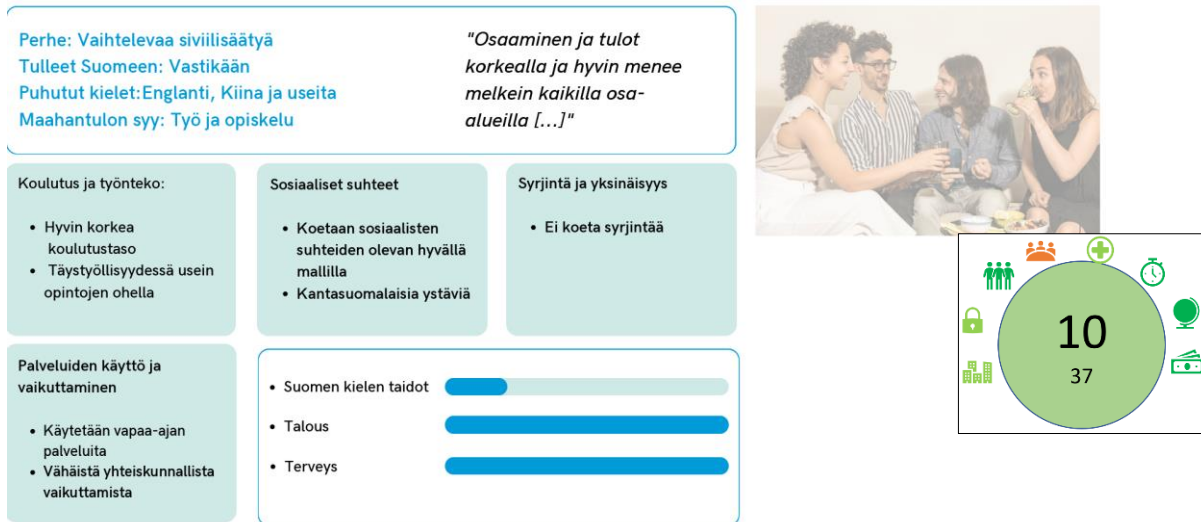 Perhe: Vaihtelevaa siviilisäätyä
Tulleet Suomeen: Vastikään
Puhutut kielet:Englanti, Kiina ja useita
Maahantulon syy: Työ ja opiskelu
"Osaaminen ja tulot
korkealla ja hyvin menee
melkein kaikilla osa-
alueilla [...]"
Koulutus ja työnteko:
• Hyvin korkea
koulutustaso
• Täystyöllisyydessä usein
opintojen ohella
Sosiaaliset suhteet
• Koetaan sosiaalisten
suhteiden olevan hyvällä
mallilla
• Kantasuomalaisia ystäviä
Syrjintä ja yksinäisyys
• Ei koeta syrjintää
10
37
Palveluiden käyttö ja
vaikuttaminen
• Käytetään vapaa-ajan
palveluita
• Vähäistä yhteiskunnallista
vaikuttamista
• Suomen kielen taidot
• Talous
• Terveys